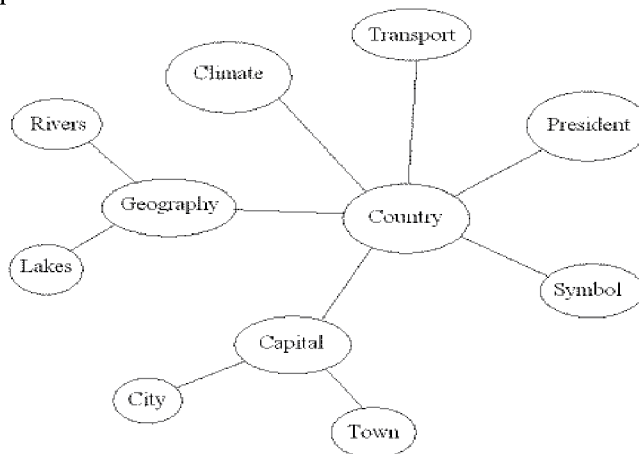 Transport
Climate
President
Rivers
Geography
Country
Lakes
Symbol
Capital
City
Town